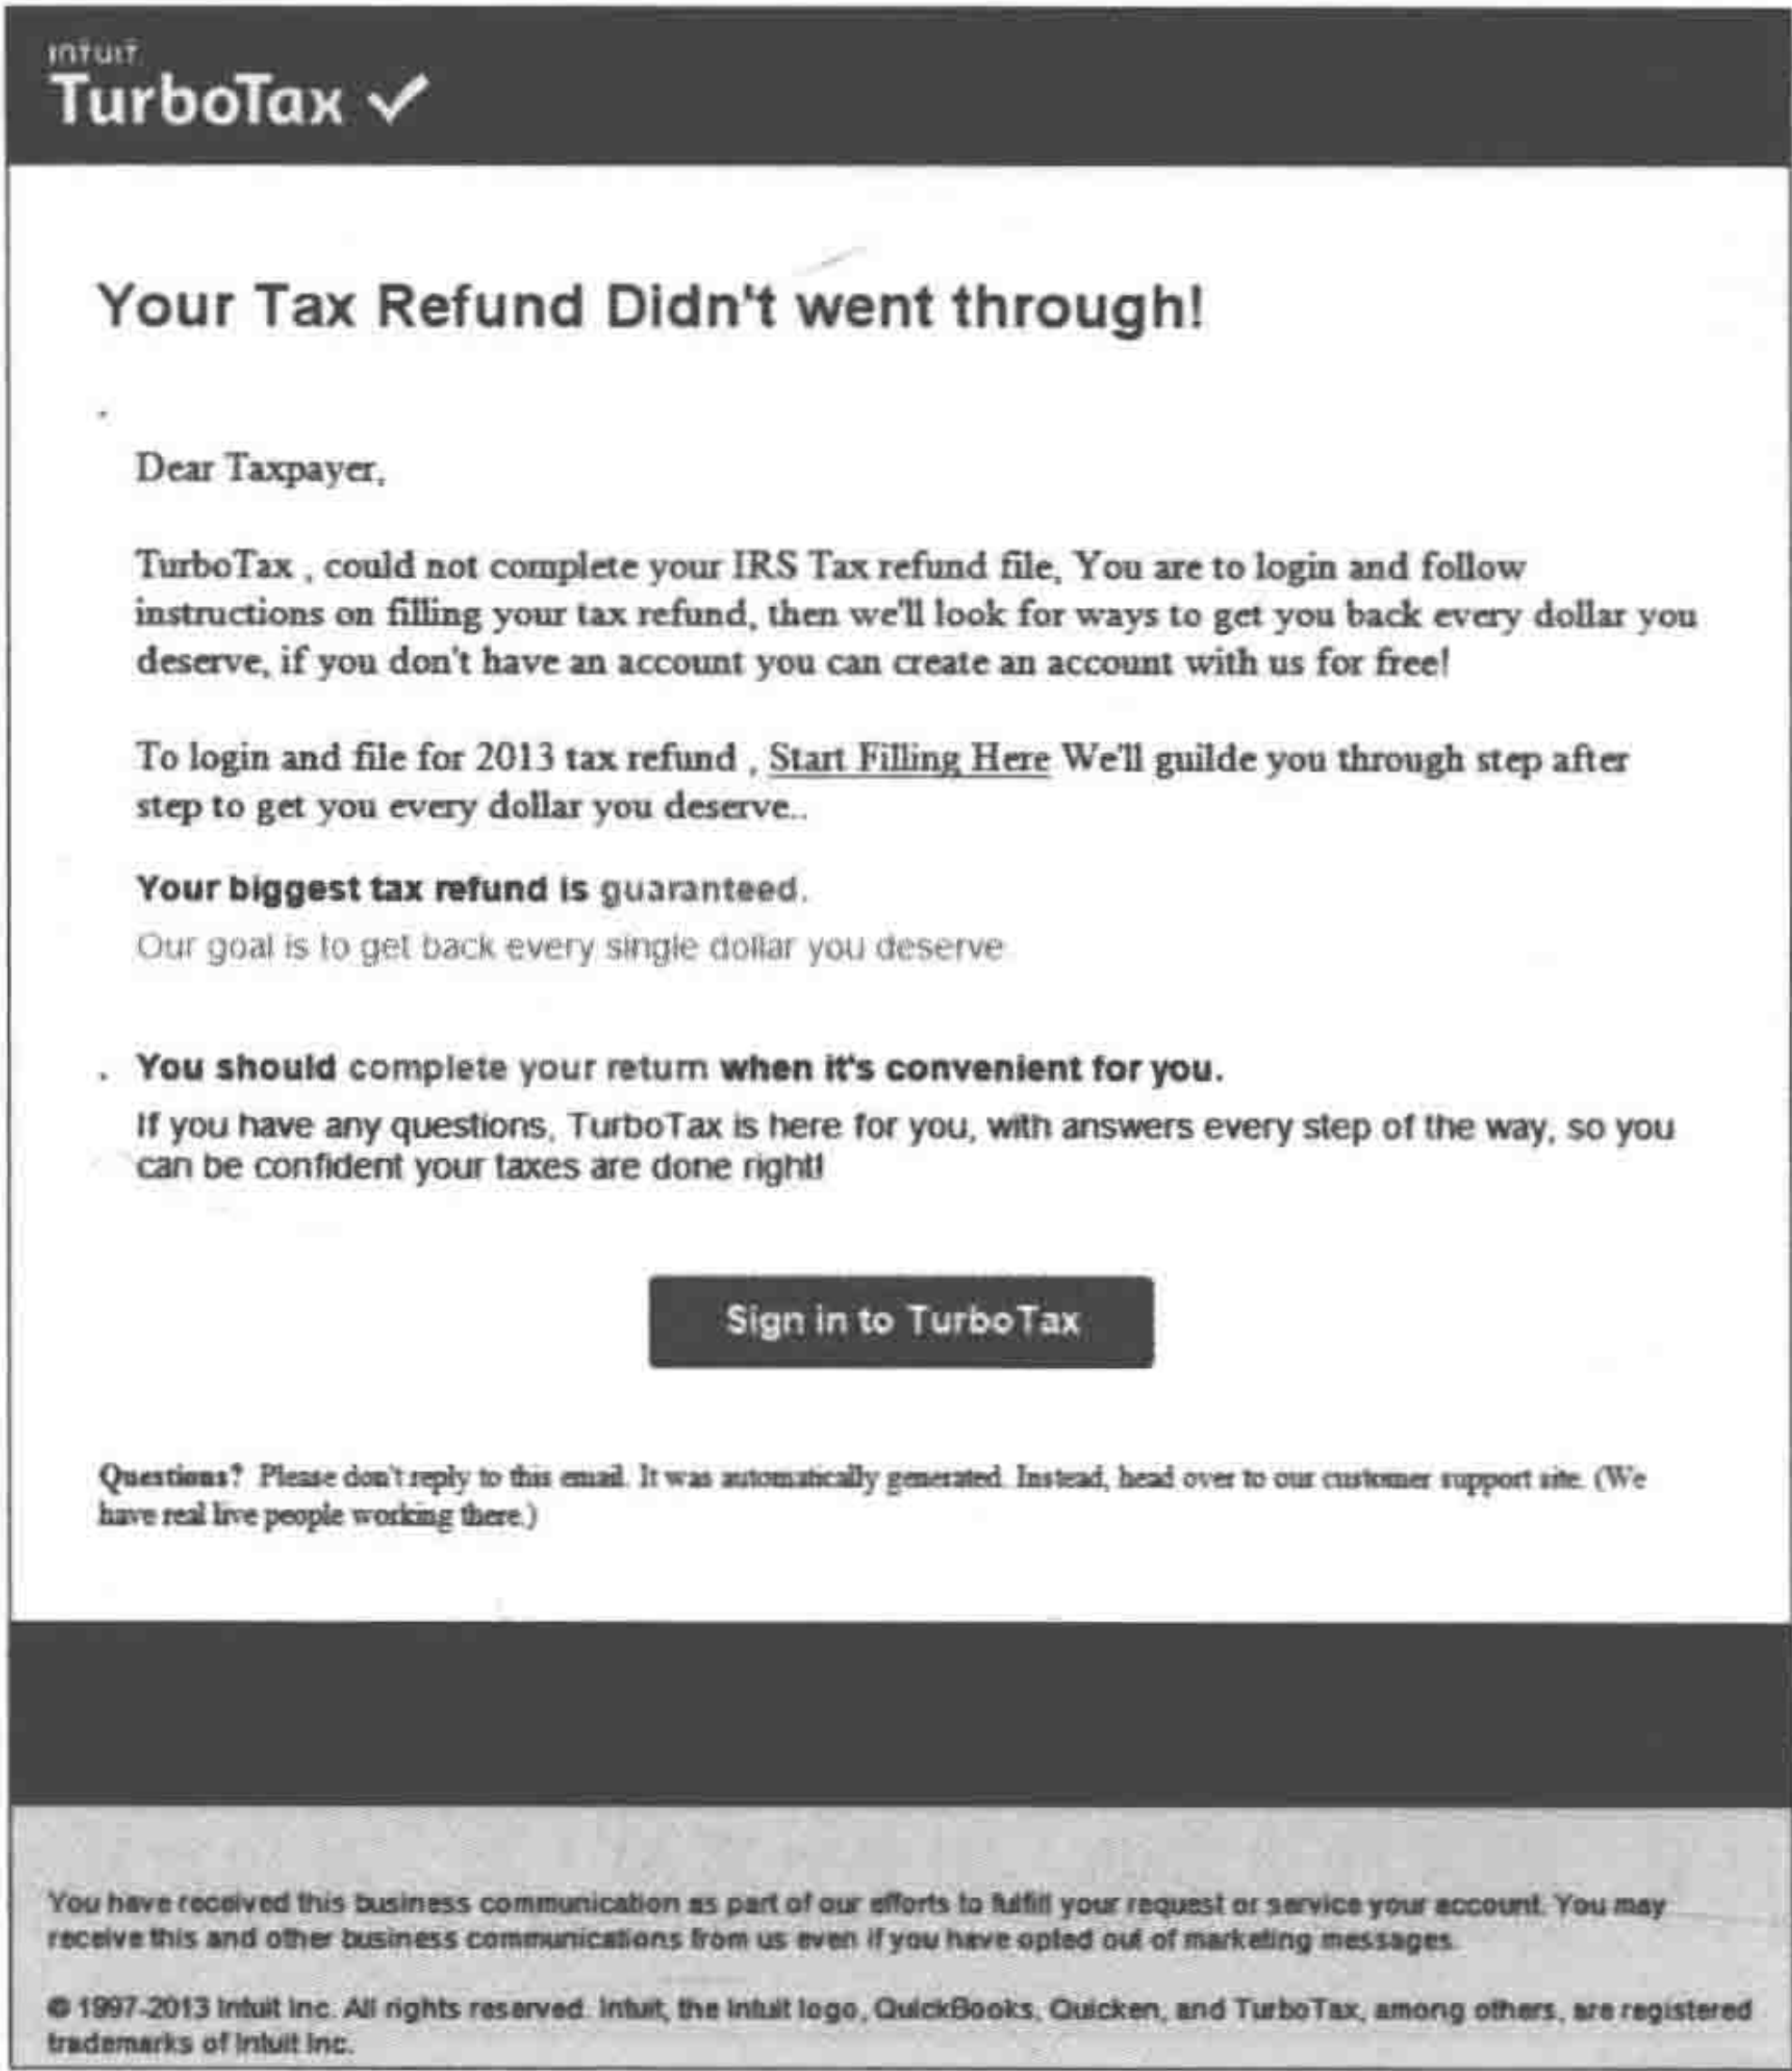 intuit
TurboTax
Your Tax Refund Didn't went through!
Dear Taxpayer,
TurboTax , could not complete your IRS Tax refund file, You are to login and follow
instructions on filling your tax refund, then we'll look for ways to get you back every dollar you
deserve, if you don't have an account you can create an account with us for free!
To login and file for 2013 tax refund , Start Filling Here We'll guilde you through step after
step to get you every dollar you deserve..
Your biggest tax refund is guaranteed.
Our goal is to get back every single dollar you deserve
You should complete your return when it's convenient for you.
If you have any questions, TurboTax is here for you, with answers every step of the way, so you
can be confident your taxes are done right!
Sign in to TurboTax
Questions? Please don't reply to this email. It was automatically generated. Instead, head over to our customer support site. (We
have real live people working there.)
You have received this business communication as part of our efforts to fulfill your request or service your account. You may
receive this and other business communications from us even if you have opted out of marketing messages.
© 1997-2013 Intuit Inc. All rights reserved. Intuit, the Intuit logo, QuickBooks, Quicken, and TurboTax, among others, are registered
trademarks of Intuit Inc.